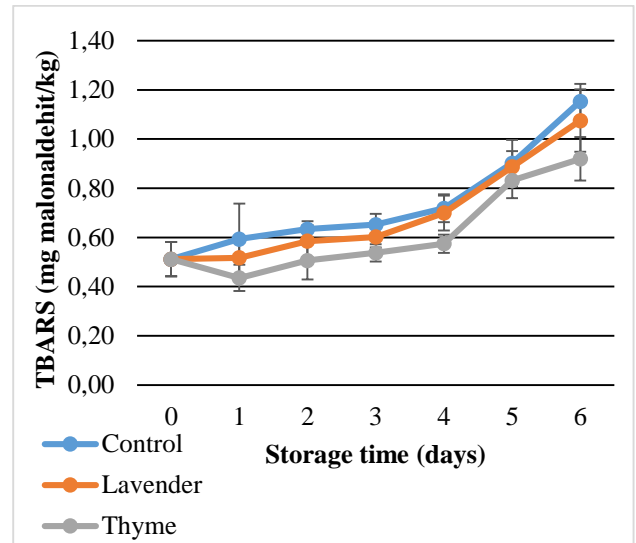 TBARS (mg malonaldehit/kg)
1,40
1,20
1,00
0,80
0,60
0,40
0,20
0,00
0 1 2 3 4 5 6
Storage time (days)
Control
Lavender
Thyme